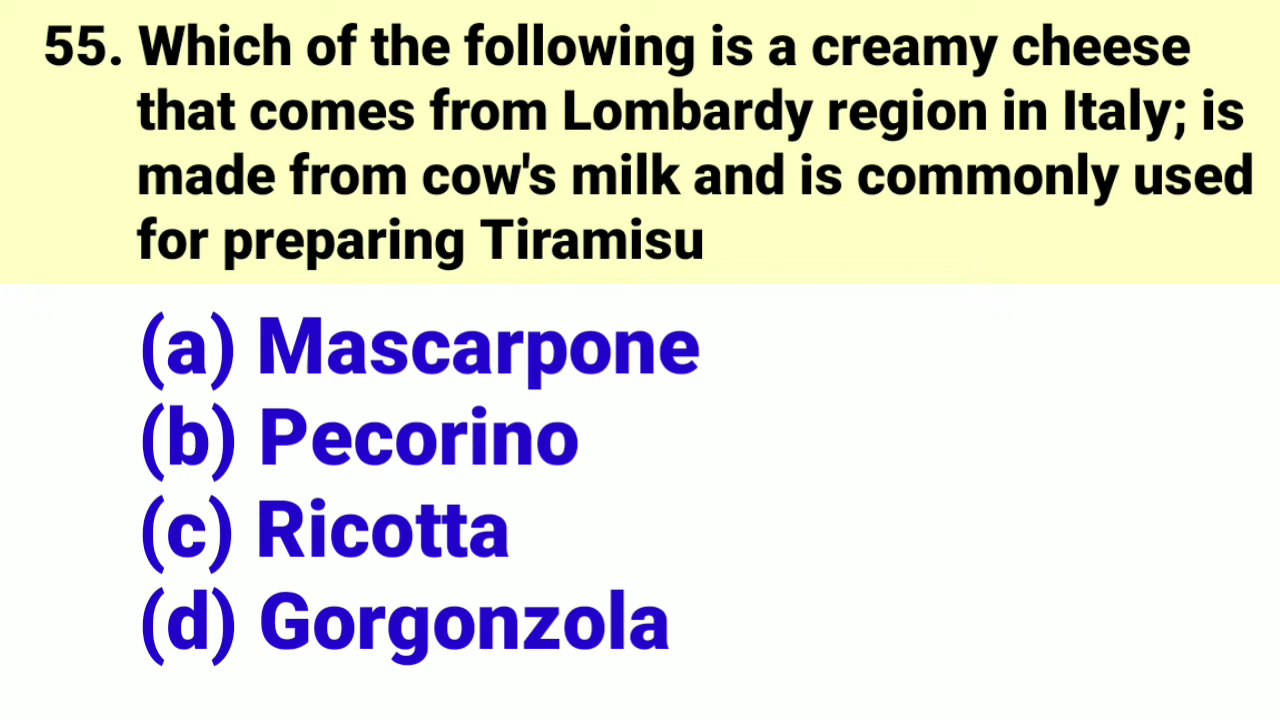 55. Which of the following is a creamy cheese
that comes from Lombardy region in Italy; is
made from cow's milk and is commonly used
for preparing Tiramisu
(a) Mascarpone
(b) Pecorino
(c) Ricotta
(d) Gorgonzola